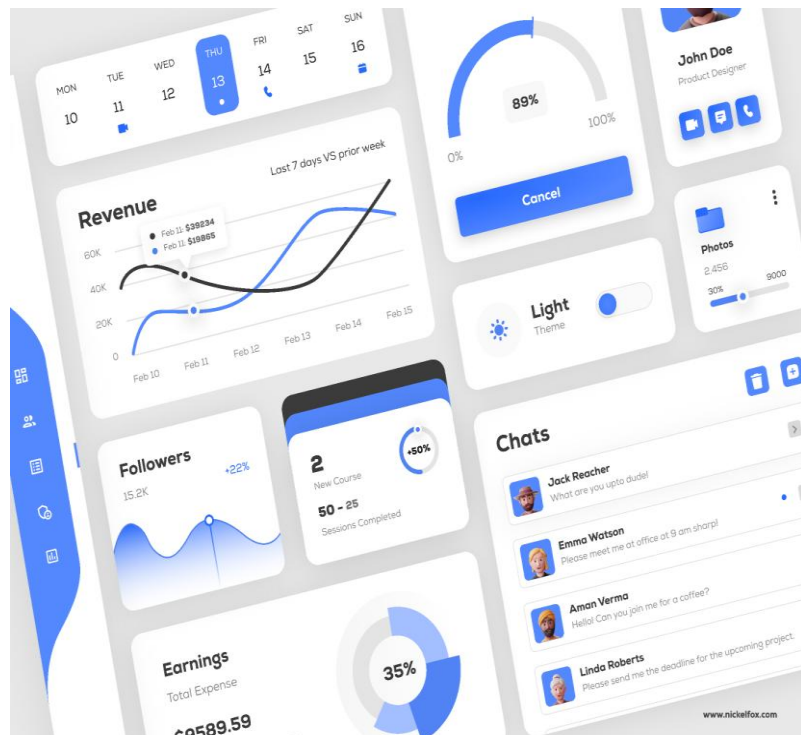 MON TUE WED THU FRI SAT SUN
10 11 12 13 14 15 16
Revenue
Last 7 days VS prior week
Feb 11: $39234
Feb 11: $19865
60K
40K
20K
0
Feb 10 Feb 11 Feb 12 Feb 13 Feb 14 Feb 15
89%
0% 100%
Cancel
John Doe
Product Designer
Photos
2,456
30% 9000
Light
Theme
Followers
15.2K
+22%
2
New Course
+50%
50 - 25
Sessions Completed
Chats
Jack Reacher
What are you upto dude!
Emma Watson
Please meet me at office at 9 am sharp!
Aman Verma
Hello! Can you join me for a coffee?
Linda Roberts
Please send me the deadline for the upcoming project.
Earnings
Total Expense
$9589.59
35%
www.nickelfox.com